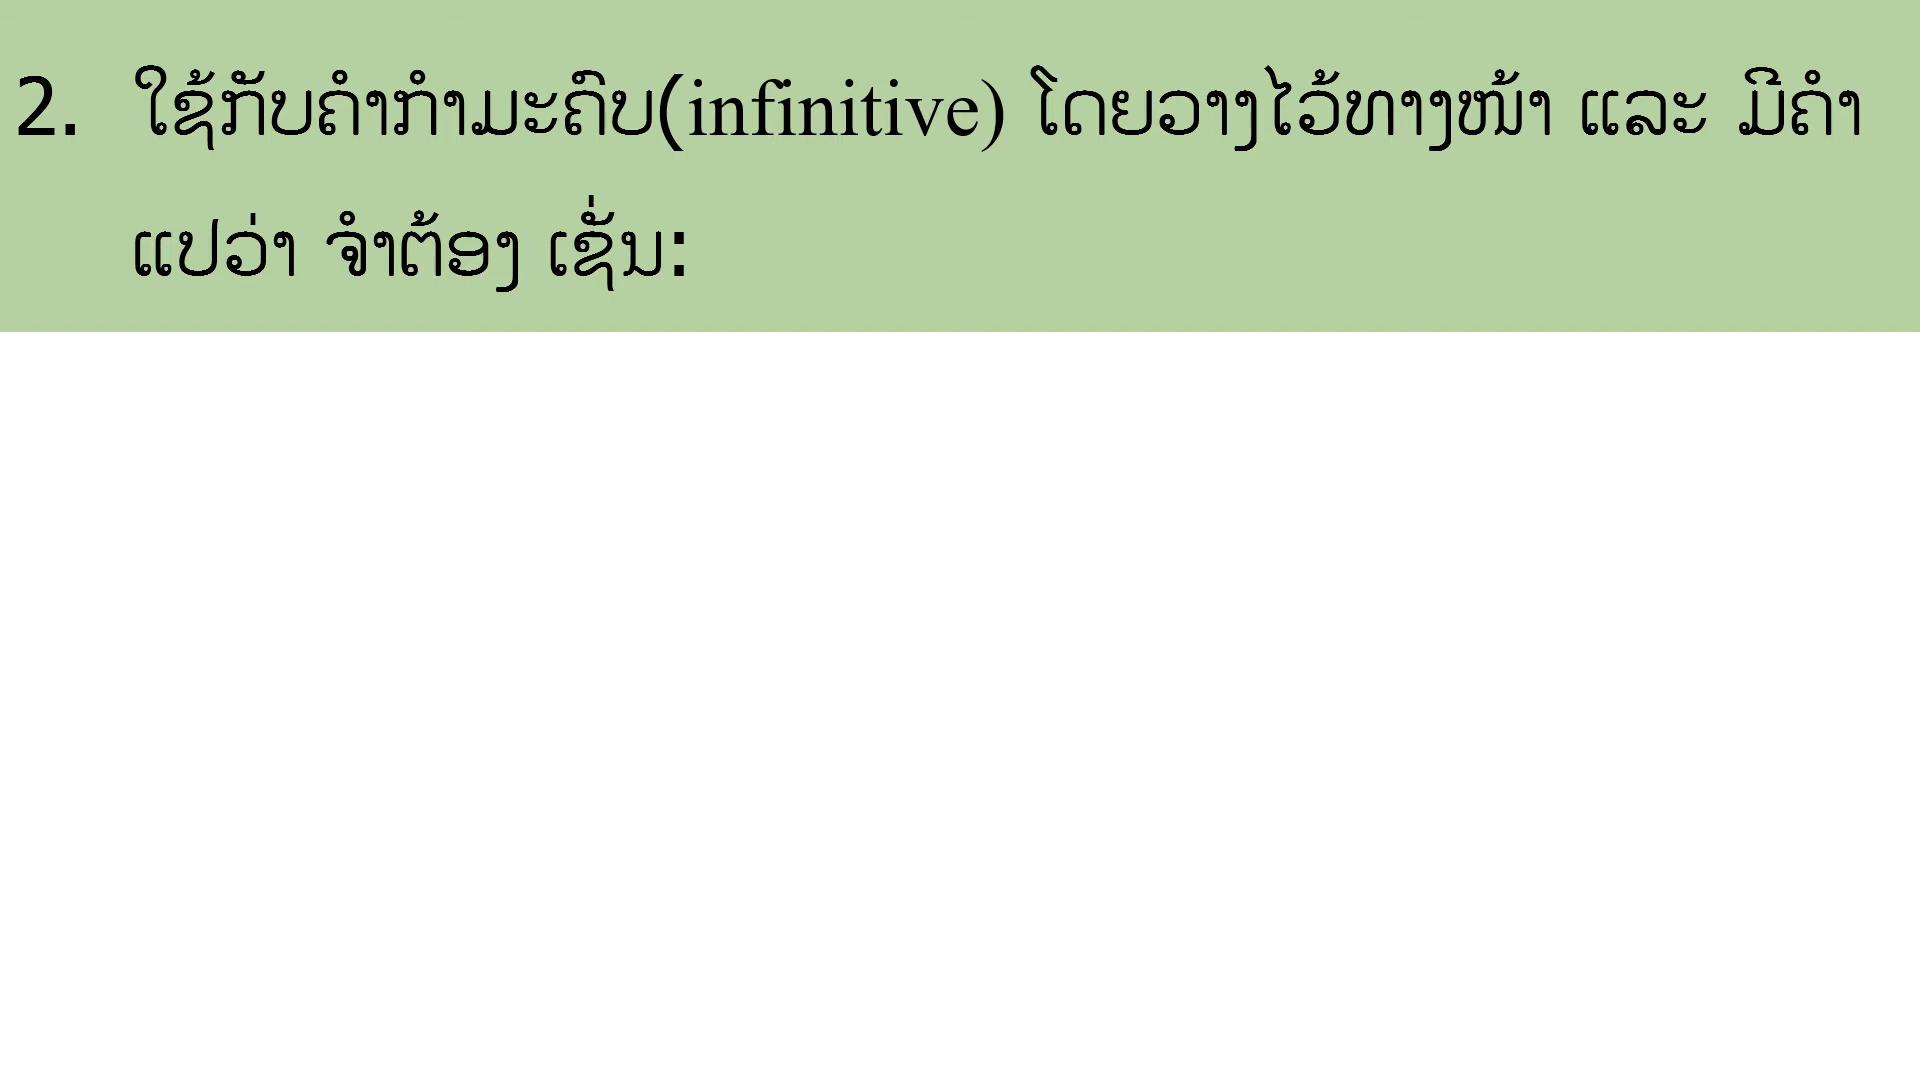 2. ໃຊ້ກັບຄຳກຳມະຄົບ(infinitive) ໂດຍວາງໄວ້ທາງໜ້າ ແລະ ມີຄຳ
ແປວ່າ ຈຳຕ້ອງ ເຊັ່ນ: